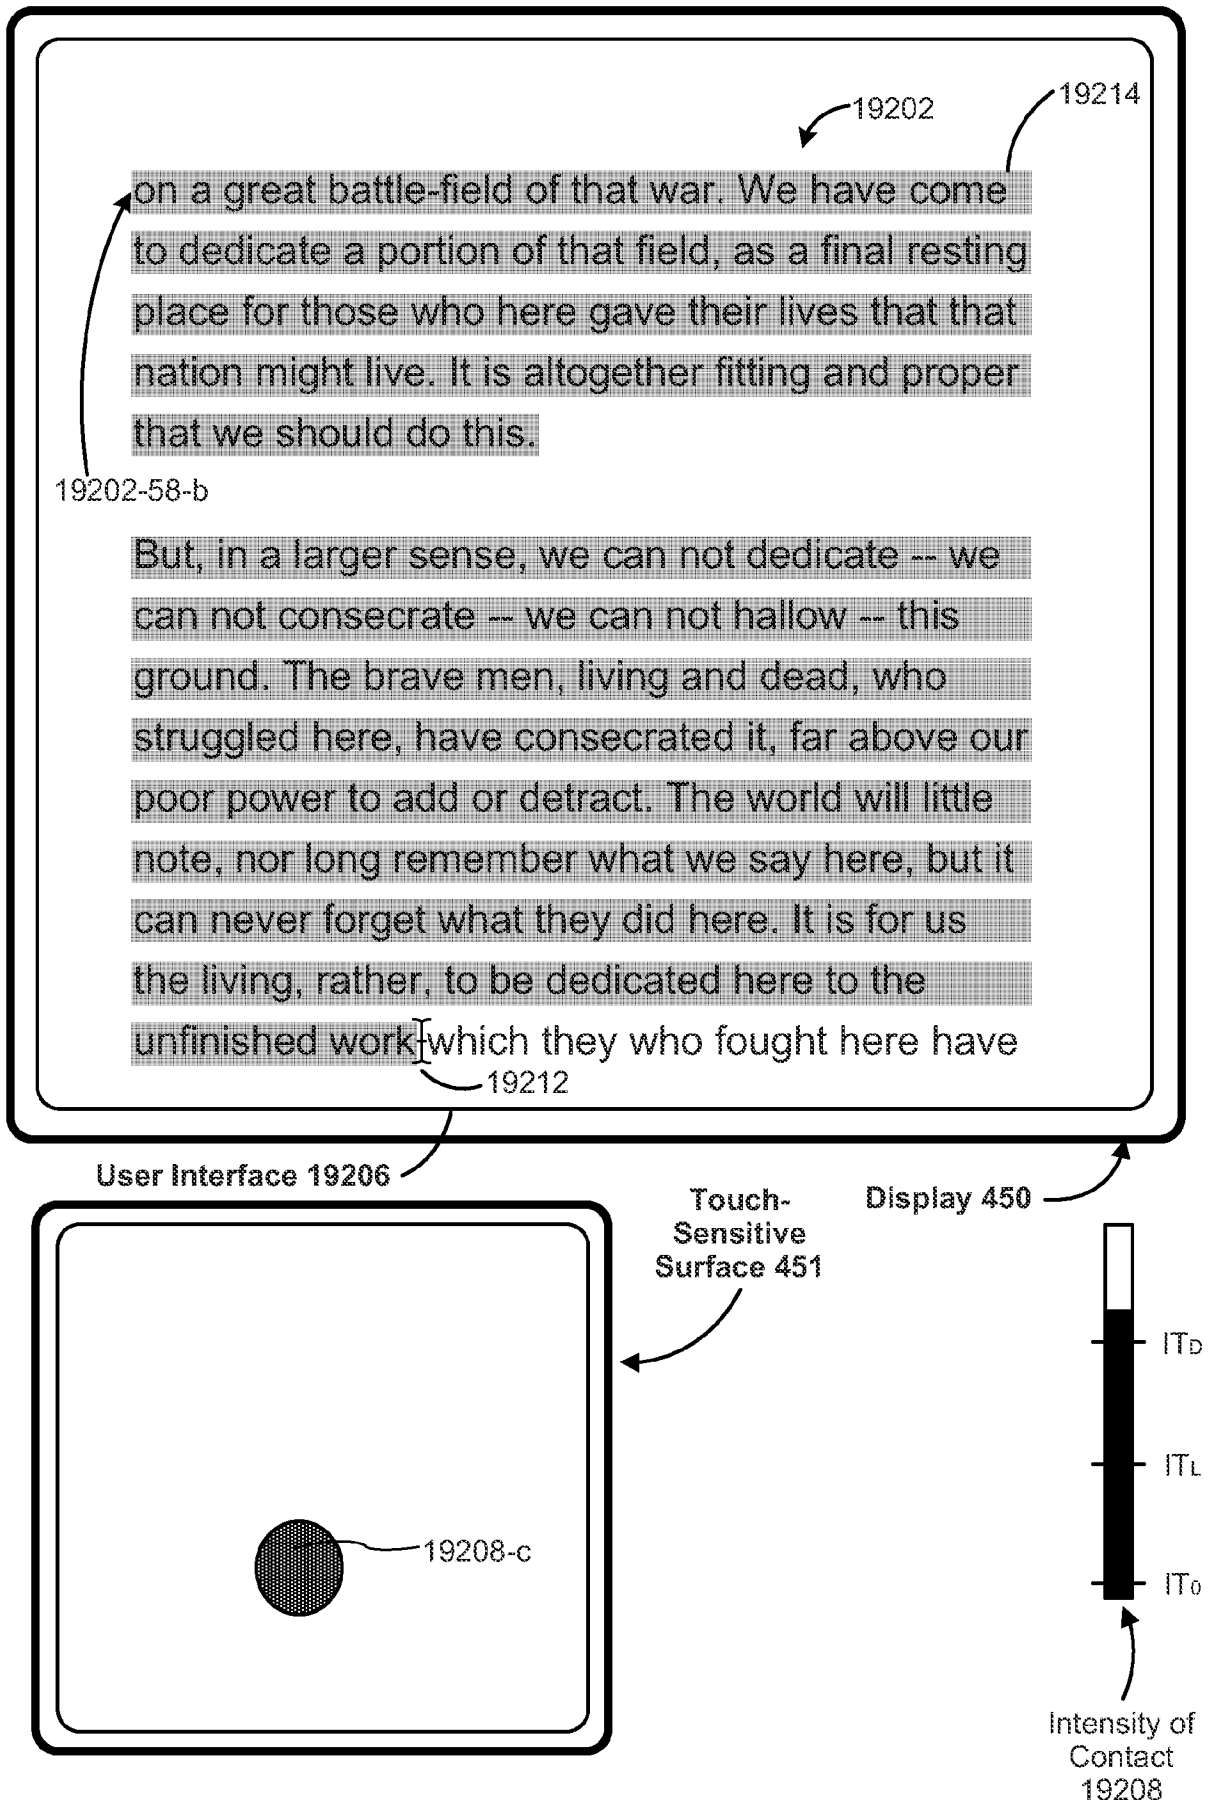 19214
19202
on a great battle-field of that war. We have come
to dedicate a portion of that field, as a final resting
place for those who here gave their lives that that
nation might live. It is altogether fitting and proper
that we should do this.
19202-58-b
But, in a larger sense, we can not dedicate -- we
can not consecrate -- we can not hallow -- this
ground. The brave men, living and dead, who
struggled here, have consecrated it, far above our
poor power to add or detract. The world will little
note, nor long remember what we say here, but it
can never forget what they did here. It is for us
the living, rather, to be dedicated here to the
unfinished work which they who fought here have
19212
User Interface 19206
Display 450
Touch-
Sensitive
Surface 451
ITD
ITL
IT0
19208-c
Intensity of
Contact
19208